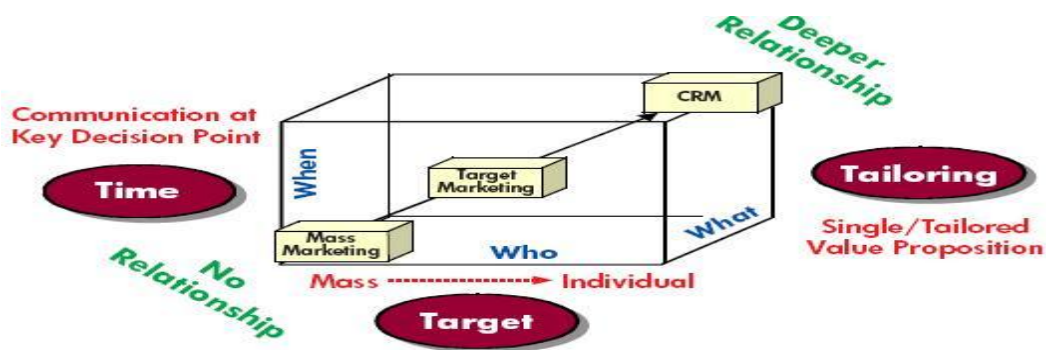 Deeper
Relationship
CRM
Communication at
Key Decision Point
When
Target
Marketing
Time
Tailoring
What
Mass
Marketing
Who
Single/Tailored
Value Proposition
No
Relationship
Mass
Individual
Target